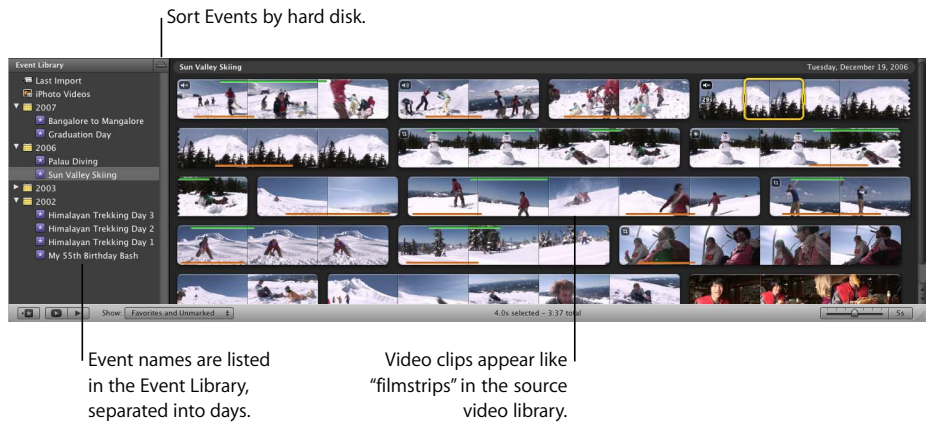 Sort Events by hard disk.
Event Library
Sun Valley Skiing
Tuesday, December 19, 2006
Last Import
iPhoto Videos
2007
Bangalore to Mangalore
Graduation Day
2006
Palau Diving
Sun Valley Skiing
2003
2002
Himalayan Trekking Day 3
Himalayan Trekking Day 2
Himalayan Trekking Day 1
My 55th Birthday Bash
Show: Favorites and Unmarked
4.0s selected – 3:37 total
5s
Event names are listed
in the Event Library,
separated into days.
Video clips appear like
“filmstrips” in the source
video library.